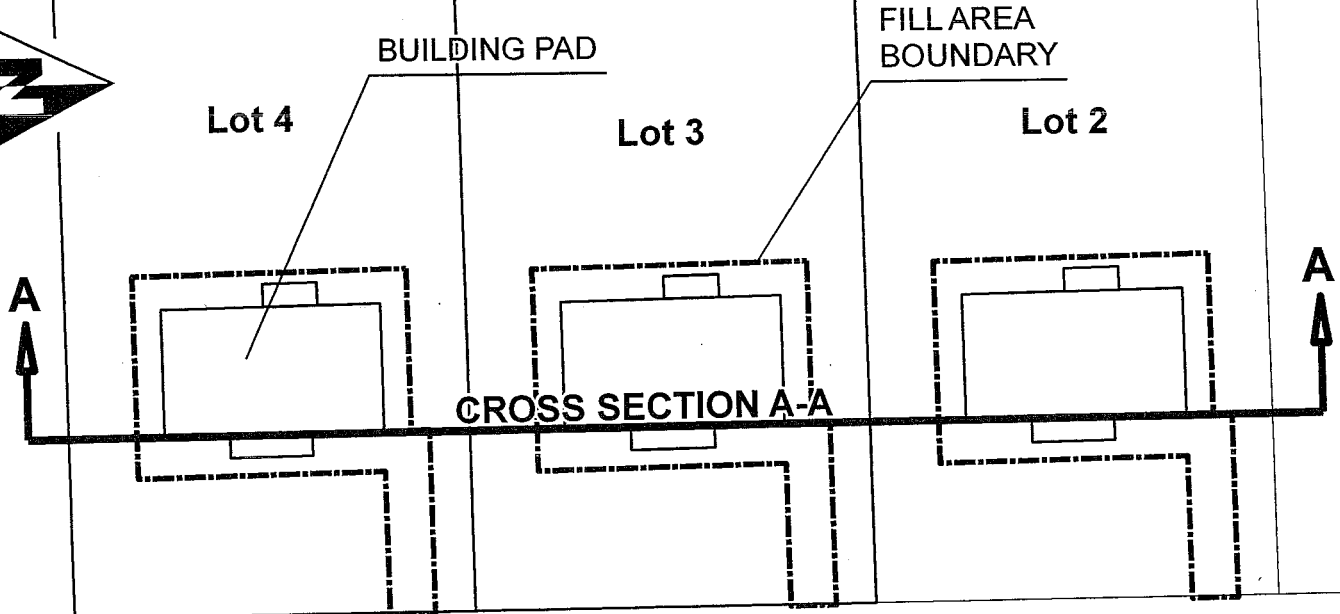 FILL AREA
BOUNDARY
BUILDING PAD
Lot 4
Lot 3
Lot 2
N
A
A
CROSS SECTION A-A